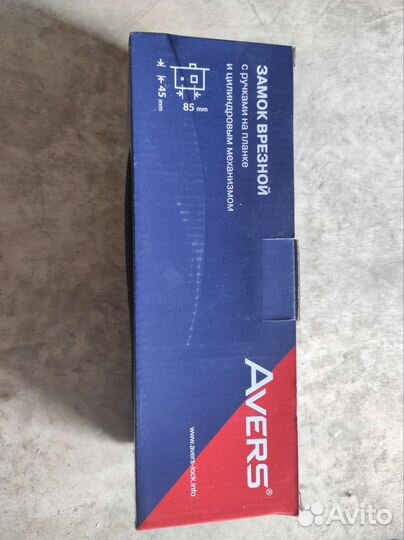 ЗАМОК ВРЕЗНОЙ
с ручками на планке
и цилиндровым механизмом
85 mm
45 mm
AVERS®
www.avers-lock.info
Avito